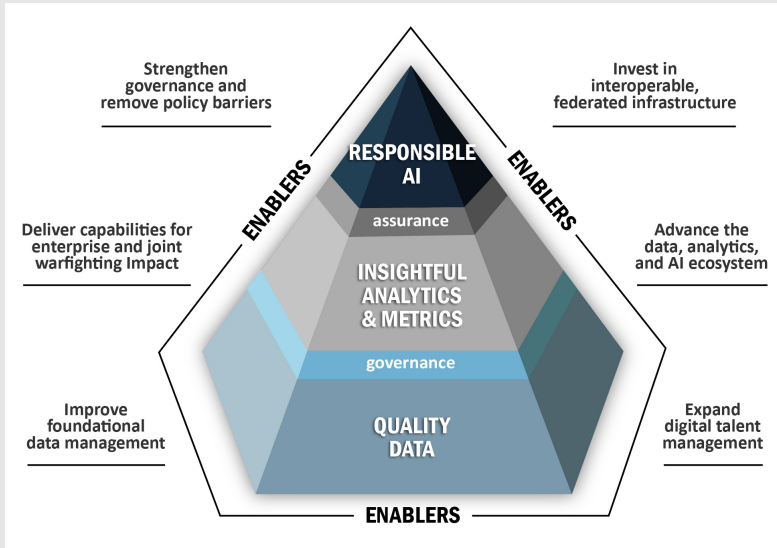 Strengthen
governance and
remove policy barriers
Invest in
interoperable,
federated infrastructure
ENABLERS
ENABLERS
RESPONSIBLE
AI
assurance
Deliver capabilities for
enterprise and joint
warfighting Impact
Advance the
data, analytics,
and AI ecosystem
INSIGHTFUL
ANALYTICS
& METRICS
governance
Improve
foundational
data management
Expand
digital talent
management
QUALITY
DATA
ENABLERS